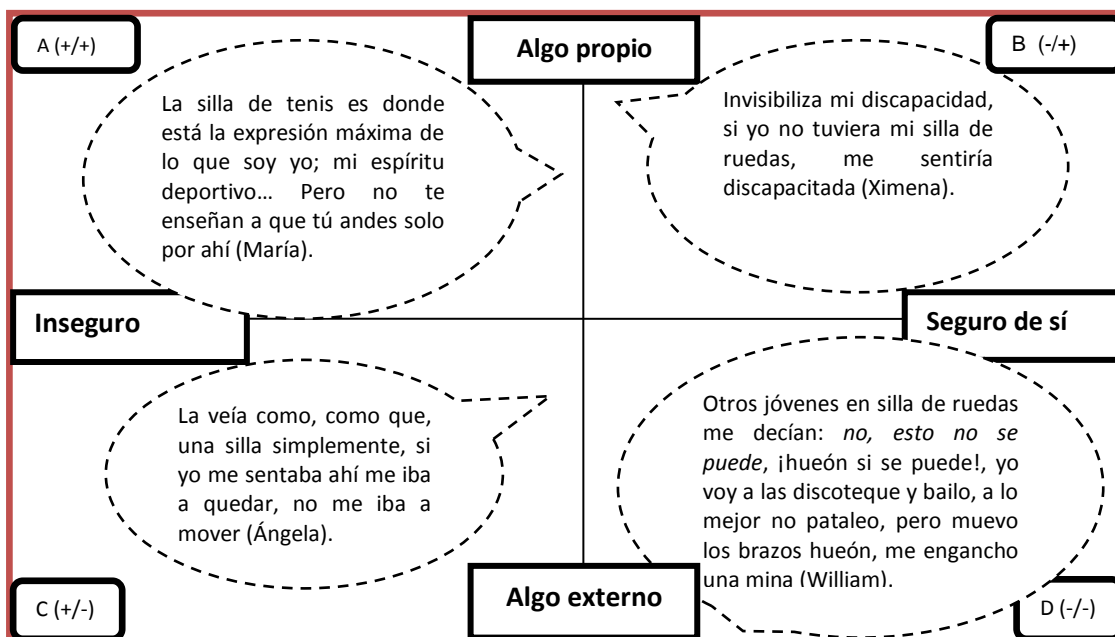 A (+/+)
Algo propio
B (-/+)
La silla de tenis es donde
está la expresión máxima de
lo que soy yo; mi espíritu
deportivo... Pero no te
enseñan a que tú andes solo
por ahí (María).
Invisibiliza mi discapacidad,
si yo no tuviera mi silla de
ruedas, me sentiría
discapacitada (Ximena).
Inseguro
Seguro de sí
La veía como, como que,
una silla simplemente, si
yo me sentaba ahí me iba
a quedar, no me iba a
mover (Ángela).
Otros jóvenes en silla de ruedas
me decían: no, esto no se
puede, ¡hueón si se puede!, yo
voy a las discoteque y bailo, a lo
mejor no pataleo, pero muevo
los brazos hueón, me engancho
una mina (William).
C (+/-)
Algo externo
D (-/-)